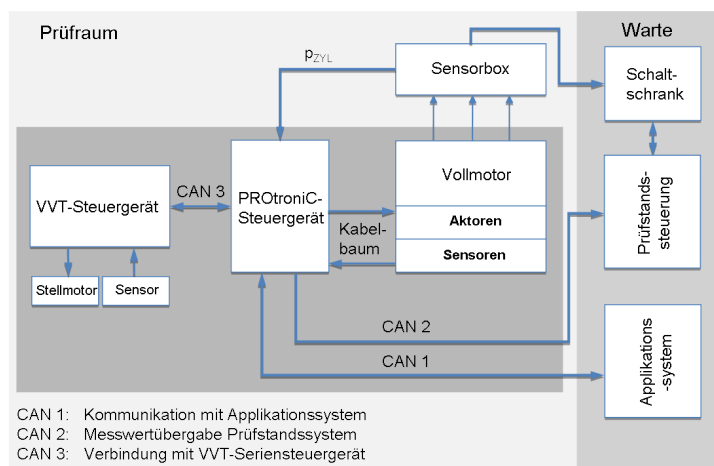 Prüfraum
Warte
pZYL
Sensorbox
Schalt-
schrank
CAN 3
VVT-Steuergerät
PROtroniC-
Steuergerät
Vollmotor
Kabel-
baum
Aktoren
Sensoren
Prüfstands-
steuerung
Stellmotor
Sensor
CAN 2
CAN 1
Applikations
-system
CAN 1: Kommunikation mit Applikationssystem
CAN 2: Messwertübergabe Prüfstandssystem
CAN 3: Verbindung mit VVT-Seriensteuergerät